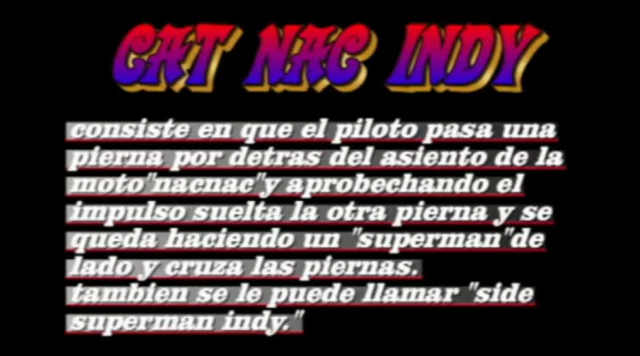 CAT NAC INDY
consiste en que el piloto pasa una
pierna por detras del asiento de la
moto"nacnac"y aprobechando el
impulso suelta la otra pierna y se
queda haciendo un "superman"de
lado y cruza las piernas.
tambien se le puede llamar "side
superman indy."